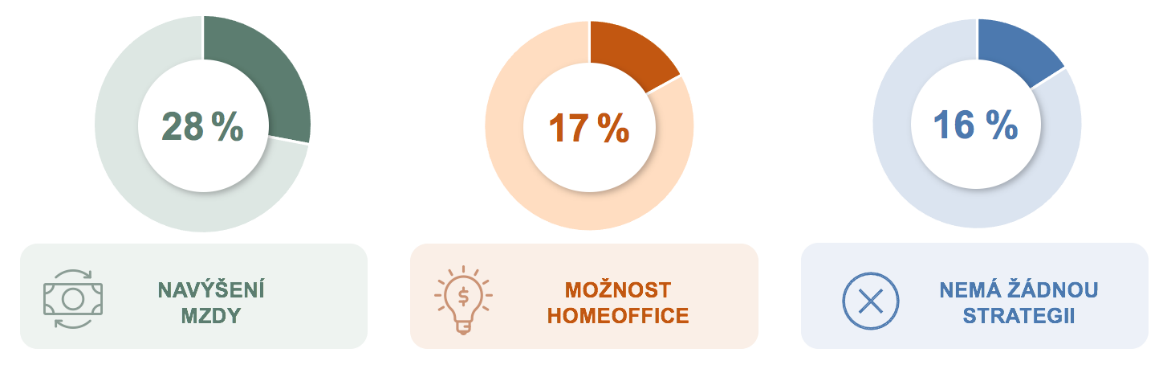 28 %
17 %
16 %
NAVÝŠENÍ
MZDY
$
MOŽNOST
HOMEOFFICE
NEMÁ ŽÁDNOU
STRATEGII